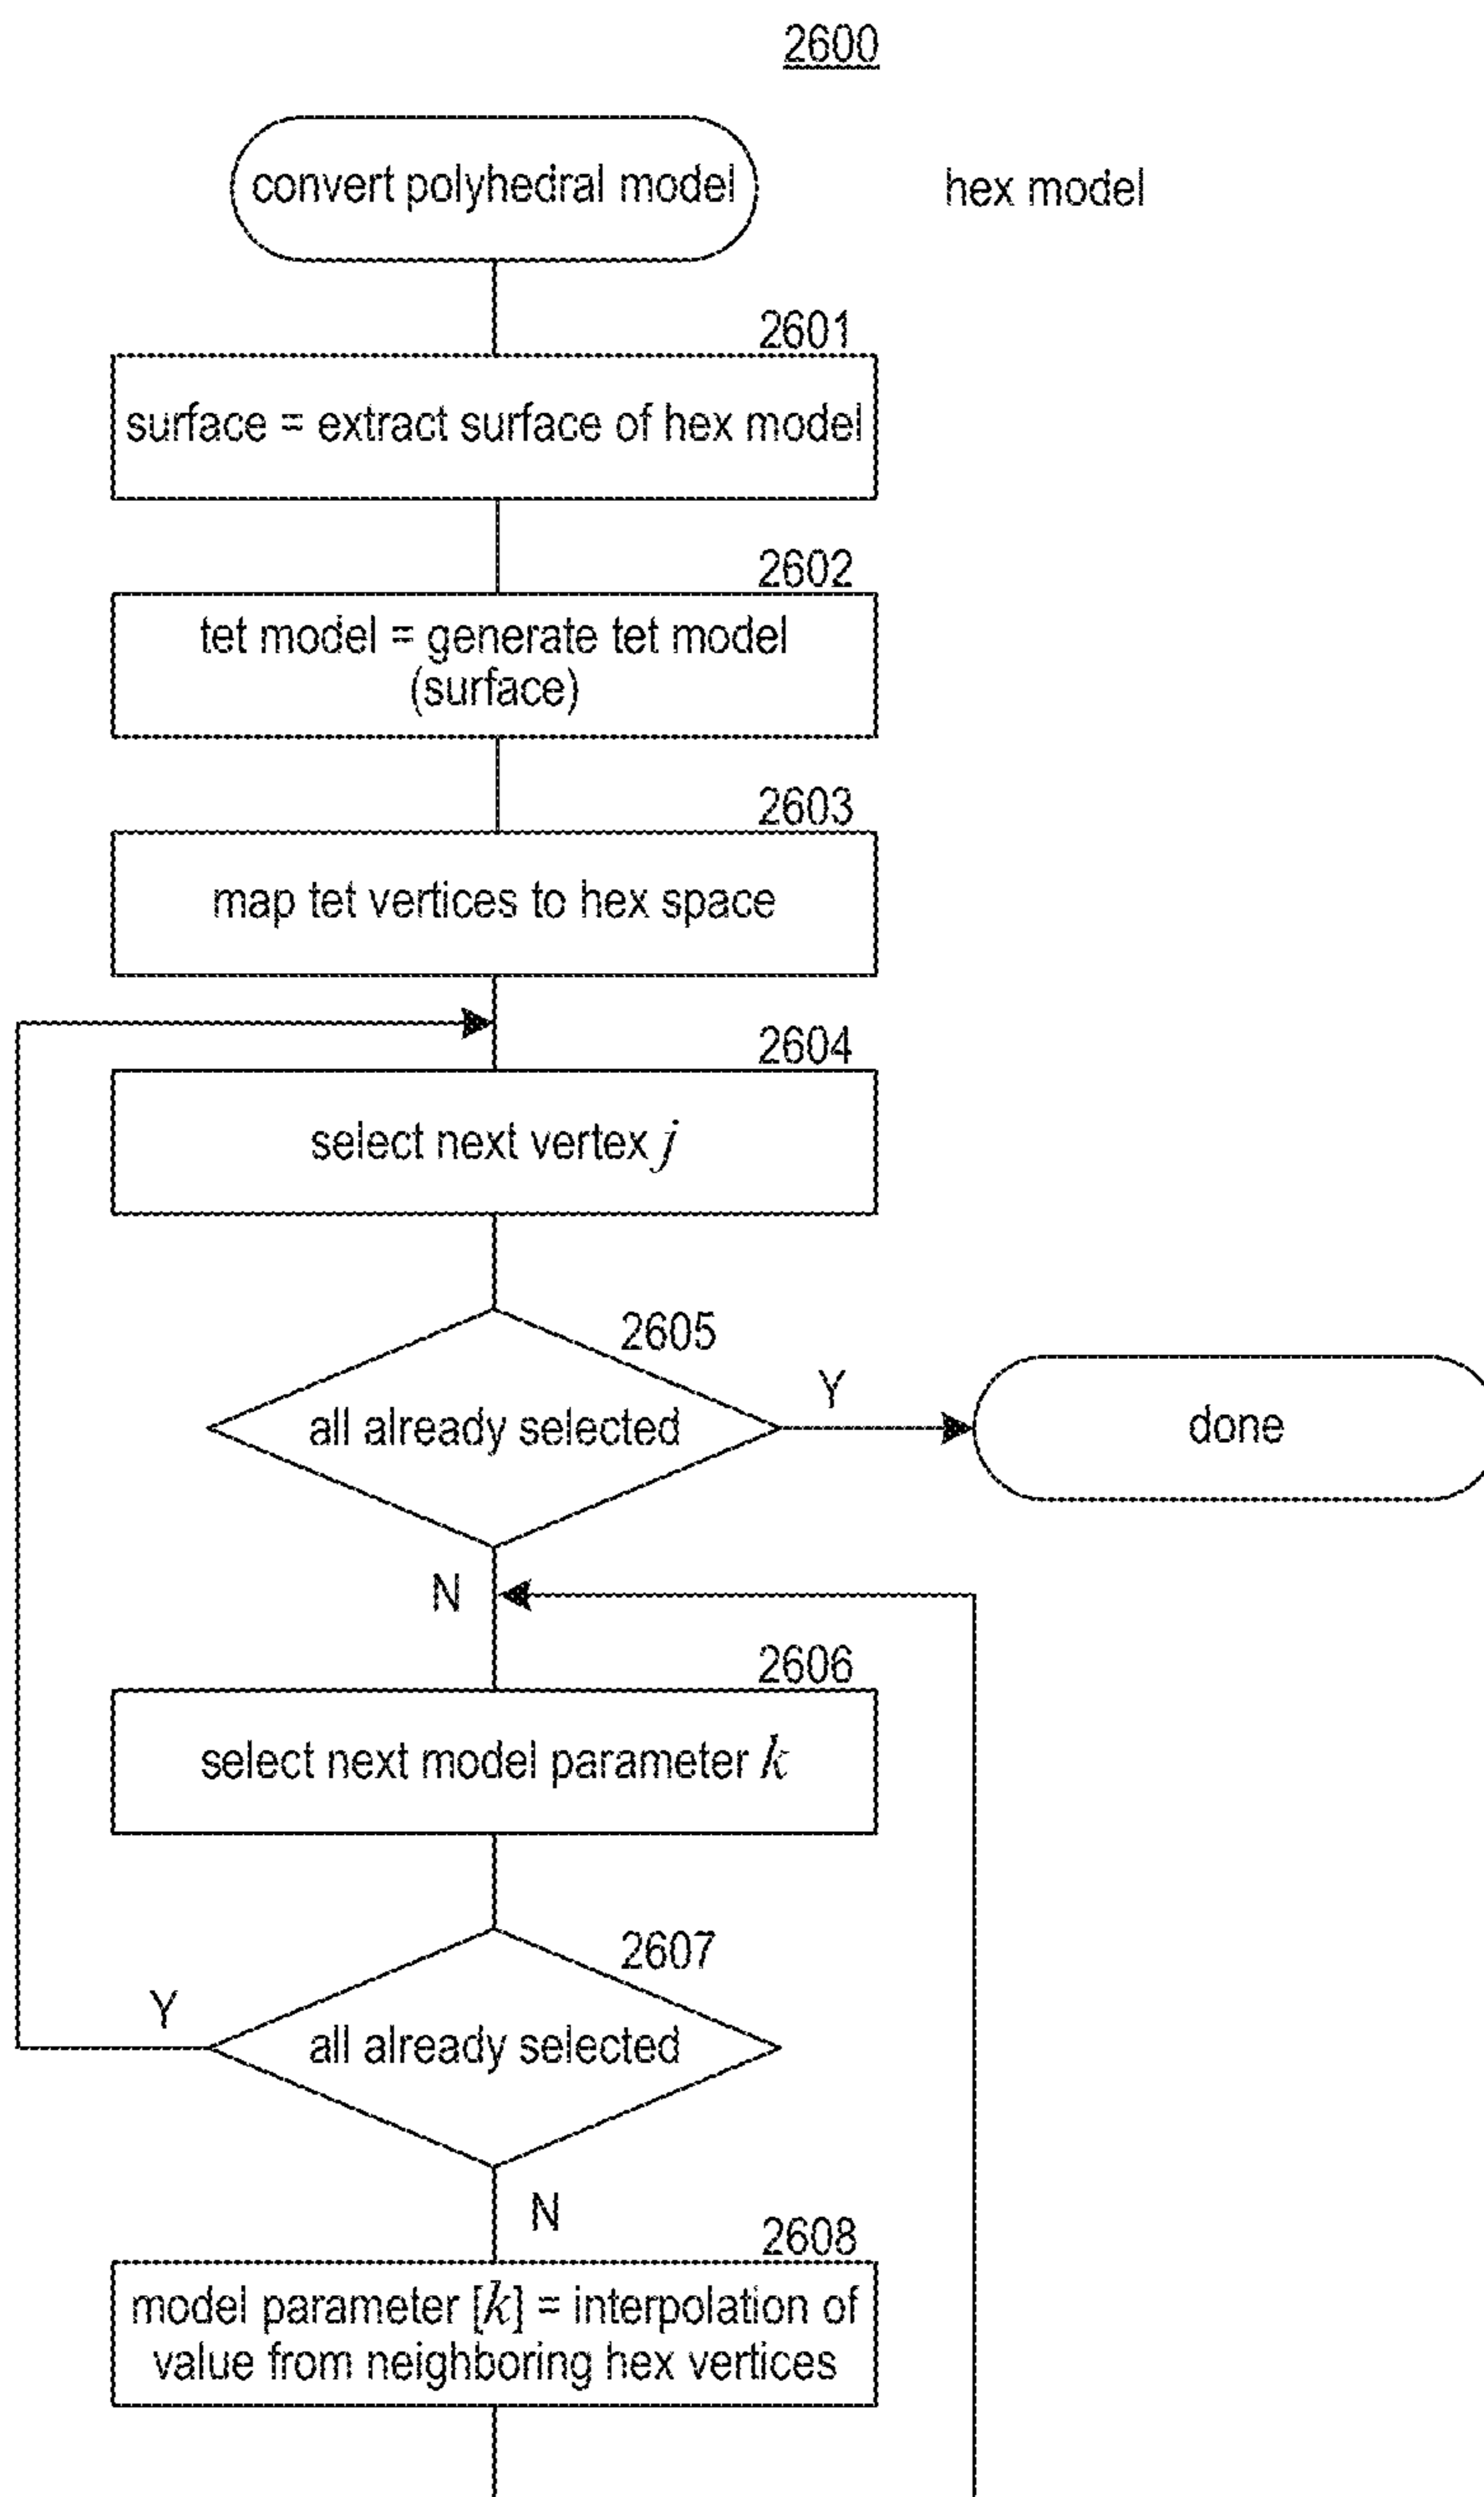 2600
convert polyhedral model
hex model
2601
surface = extract surface of hex model
2602
tet model = generate tet model
(surface)
2603
map tet vertices to hex space
2604
select next vertex j
2605
all already selected
Y
done
N
2606
select next model parameter k
2607
all already selected
Y
N
2608
model parameter [k] = interpolation of
value from neighboring hex vertices